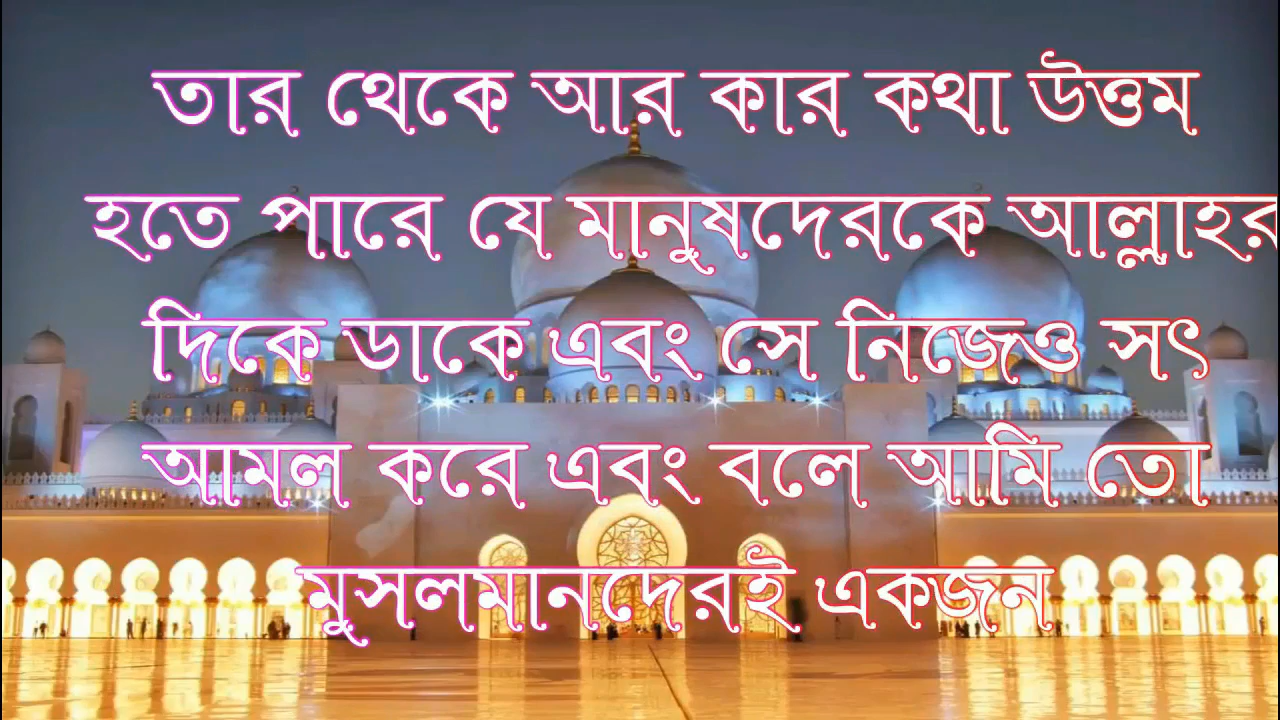 তার থেকে আর কার কথা উত্তম
হতে পারে যে মানুষদেরকে আল্লাহর
দিকে ডাকে এবং সে নিজেও সৎ
আমল করে এবং বলে আমি তো
মুসলমানদেরই একজন